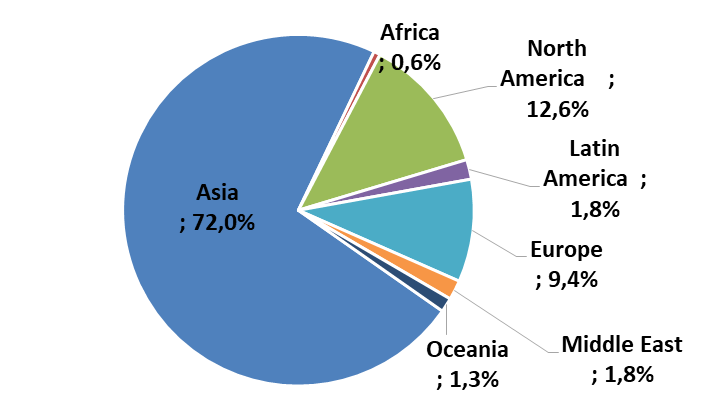 Africa
; 0,6%
North
America ;
12,6%
Latin
America ;
1,8%
Asia
; 72,0%
Europe
; 9,4%
Oceania
; 1,3%
Middle East
; 1,8%